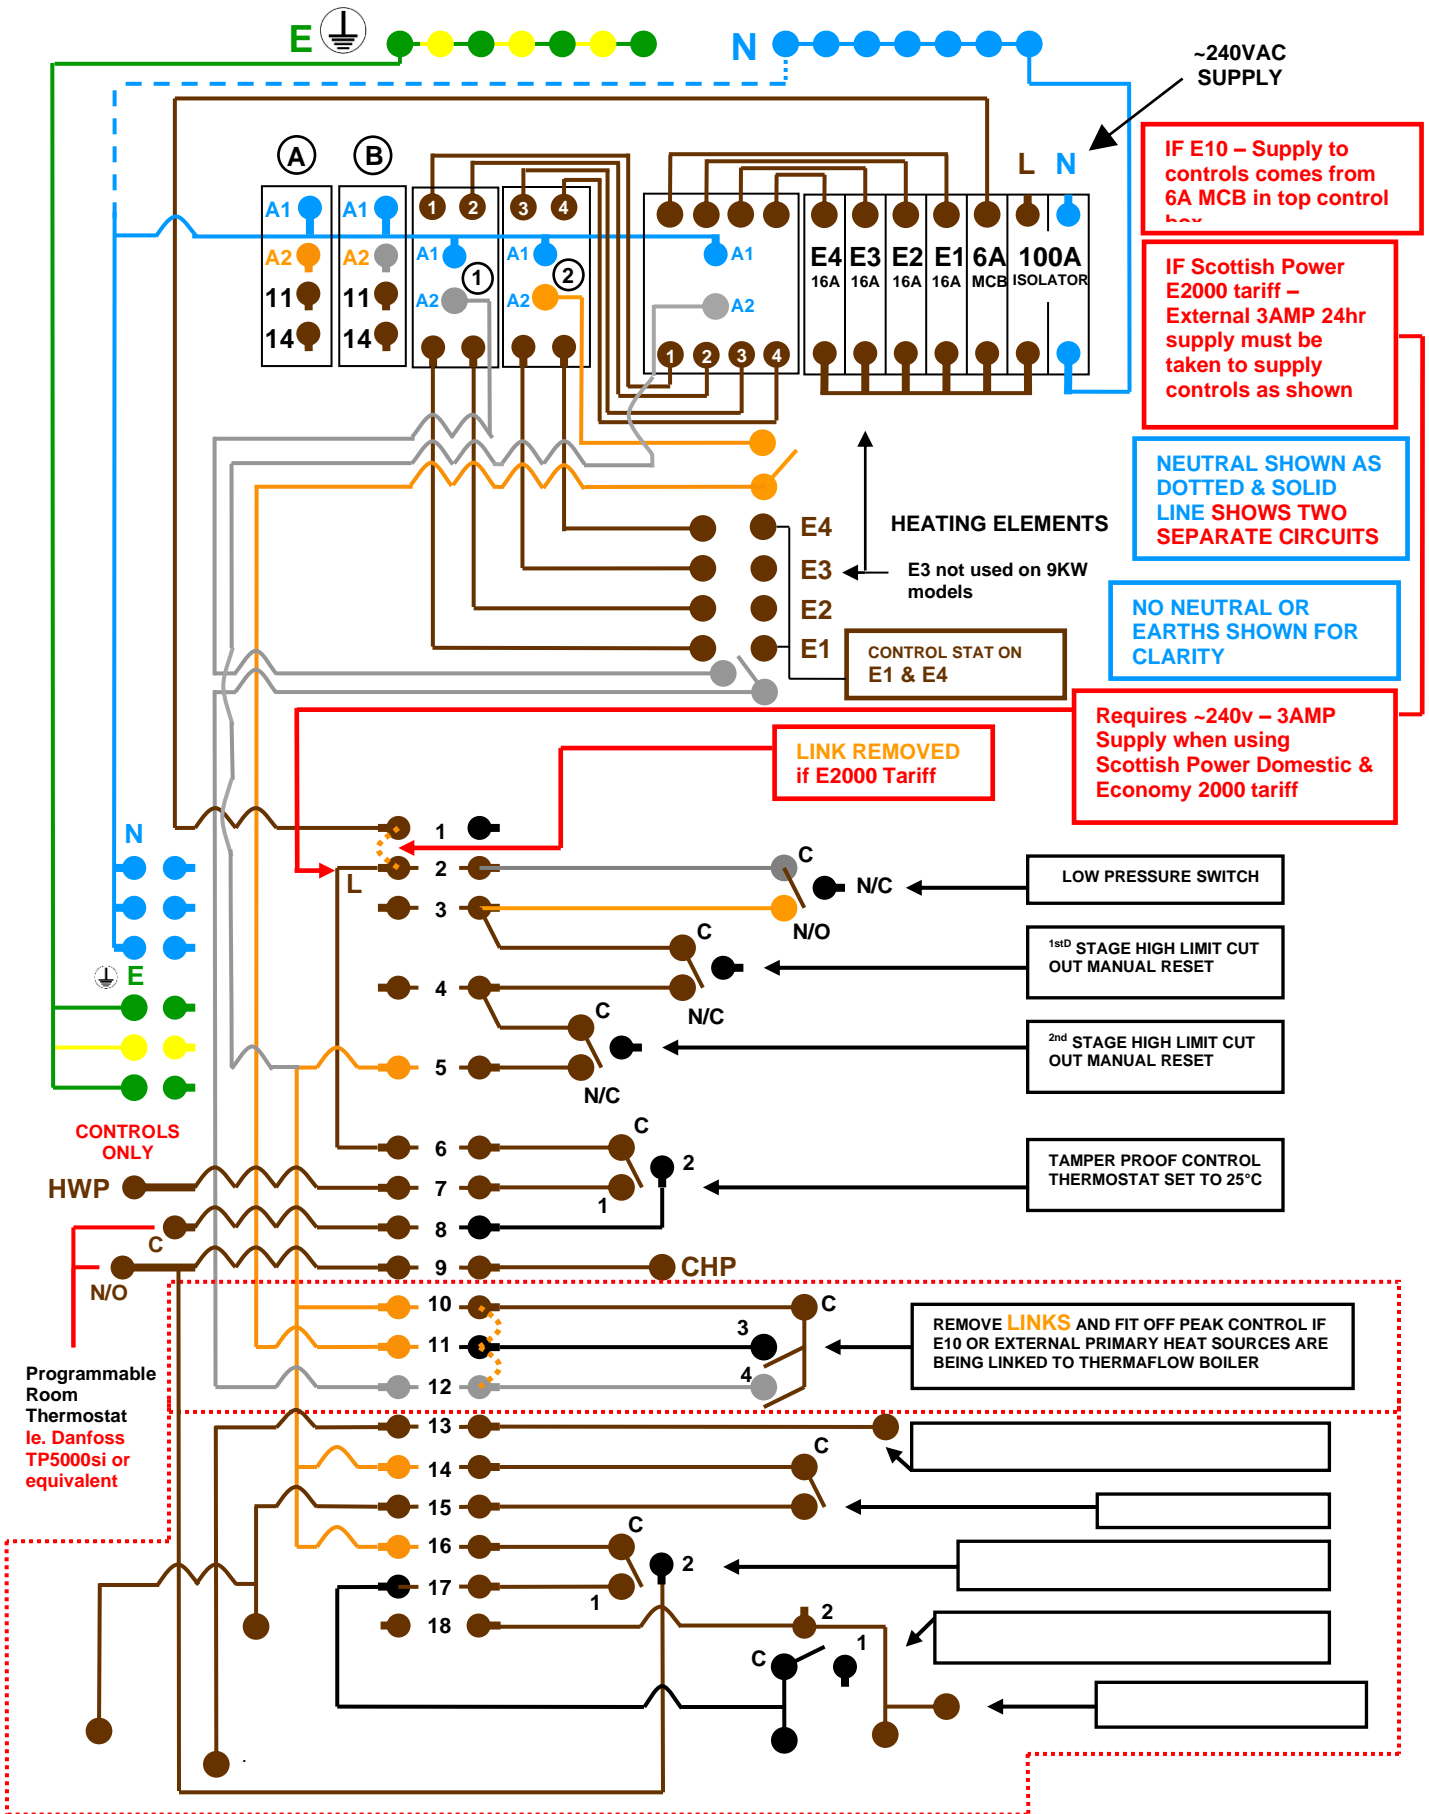 E
N
~240VAC
SUPPLY
A
B
L N
IF E10 – Supply to
controls comes from
6A MCB in top control
A1
A1
1 2
3 4
A2
A2
A1
A1
A1
1
2
11
11
A2
A2
A2
14
14
1 2 3 4
E4 E3 E2 E1 6A 100A
16A 16A 16A 16A MCB ISOLATOR
IF Scottish Power
E2000 tariff –
External 3AMP 24hr
supply must be
taken to supply
controls as shown
NEUTRAL SHOWN AS
DOTTED & SOLID
LINE SHOWS TWO
SEPARATE CIRCUITS
E4
HEATING ELEMENTS
E3
E3 not used on 9KW
models
E2
E1
NO NEUTRAL OR
EARTHS SHOWN FOR
CLARITY
CONTROL STAT ON
E1 & E4
Requires ~240v – 3AMP
Supply when using
Scottish Power Domestic &
Economy 2000 tariff
LINK REMOVED
if E2000 Tariff
N
1
L
2
C
N/C
LOW PRESSURE SWITCH
3
N/O
C
1stD STAGE HIGH LIMIT CUT
OUT MANUAL RESET
E
4
N/C
C
2nd STAGE HIGH LIMIT CUT
OUT MANUAL RESET
5
N/C
CONTROLS
ONLY
6
C
2
TAMPER PROOF CONTROL
THERMOSTAT SET TO 25°C
HWP
7
1
C
8
N/O
9
CHP
10
C
11
3
REMOVE LINKS AND FIT OFF PEAK CONTROL IF
E10 OR EXTERNAL PRIMARY HEAT SOURCES ARE
BEING LINKED TO THERMAFLOW BOILER
12
4
Programmable
Room
Thermostat
Ie. Danfoss
TP5000si or
equivalent
13
14
C
15
16
C
2
17
1
18
2
C
1